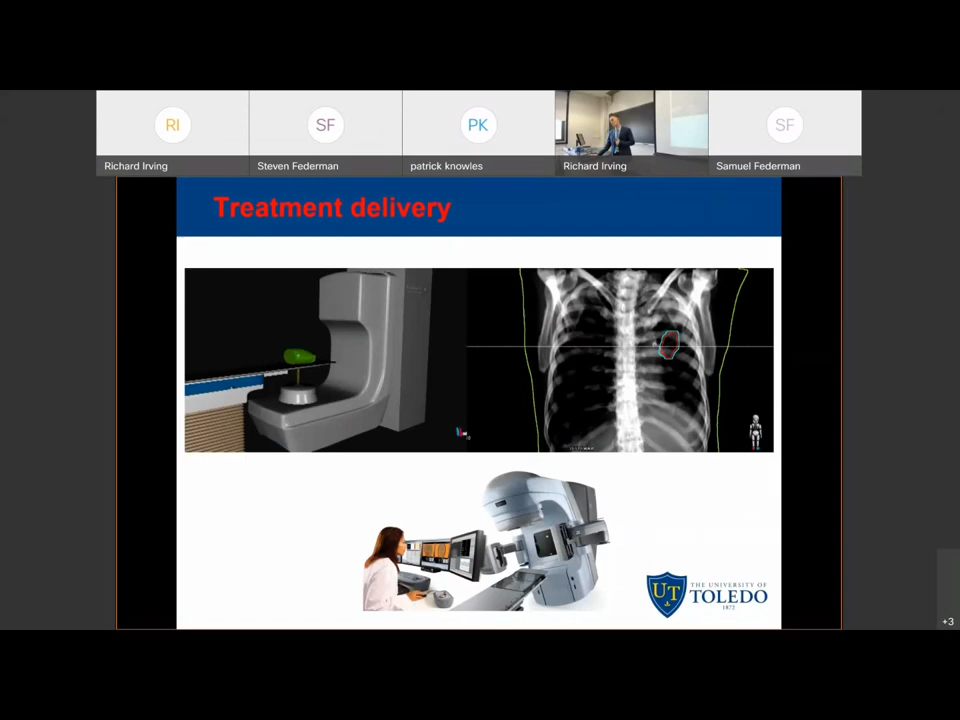 RI
SF
PK
SF
Richard Irving
Steven Federman
patrick knowles
Richard Irving
Samuel Federman
Treatment delivery
UT
THE UNIVERSITY OF
TOLEDO
1872
+3